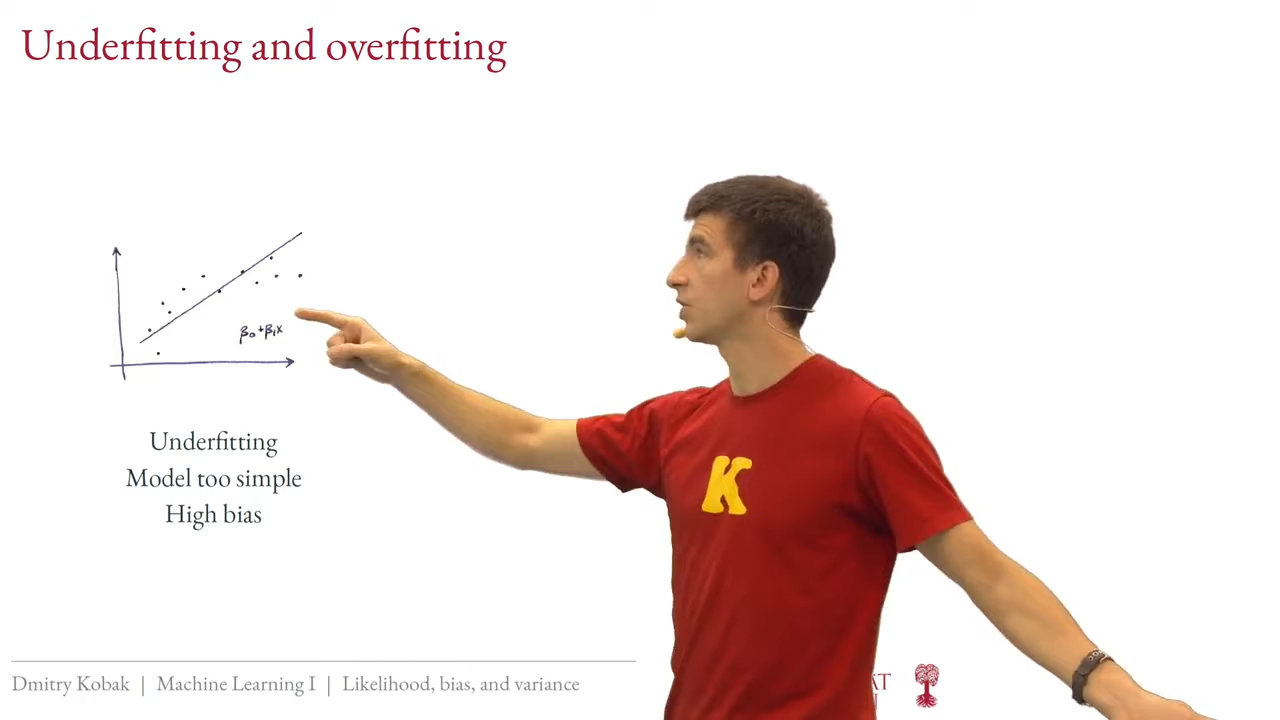 Underfitting and overfitting
β₀+β₁x
Underfitting
Model too simple
High bias
K
Dmitry Kobak | Machine Learning I | Likelihood, bias, and variance